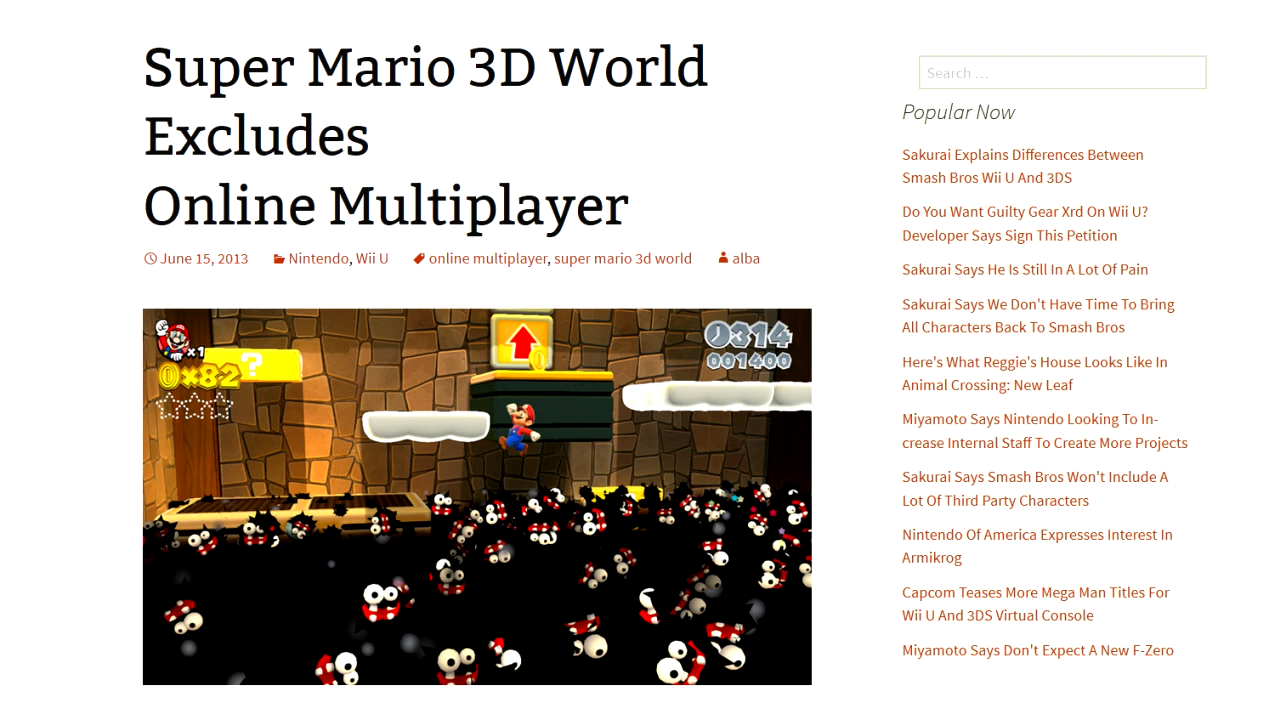 Super Mario 3D World
Excludes
Online Multiplayer
June 15, 2013 Nintendo, Wii U online multiplayer, super mario 3d world alba
x1
0x82
?
0314
001400
Search ...
Popular Now
Sakurai Explains Differences Between
Smash Bros Wii U And 3DS
Do You Want Guilty Gear Xrd On Wii U?
Developer Says Sign This Petition
Sakurai Says He Is Still In A Lot Of Pain
Sakurai Says We Don't Have Time To Bring
All Characters Back To Smash Bros
Here's What Reggie's House Looks Like In
Animal Crossing: New Leaf
Miyamoto Says Nintendo Looking To In-
crease Internal Staff To Create More Projects
Sakurai Says Smash Bros Won't Include A
Lot Of Third Party Characters
Nintendo Of America Expresses Interest In
Armikrog
Capcom Teases More Mega Man Titles For
Wii U And 3DS Virtual Console
Miyamoto Says Don't Expect A New F-Zero